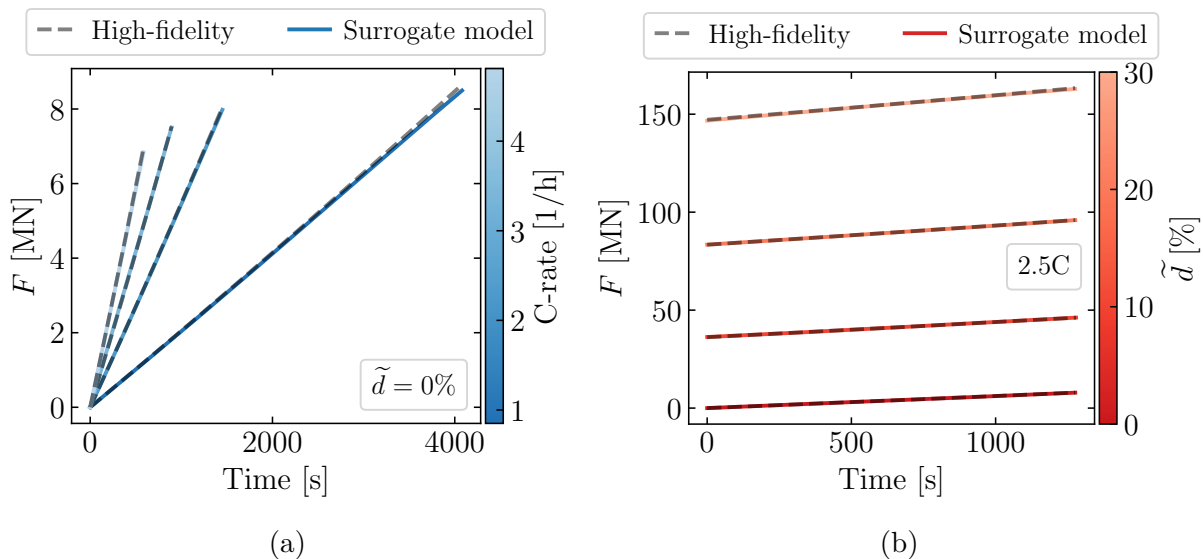 High-fidelity Surrogate model
F [MN]
8
6
4
2
0
0 2000 4000
Time [s]
d̃ = 0%
C-rate [1/h]
4
3
2
1
(a)
High-fidelity Surrogate model
F [MN]
150
100
50
0
0 500 1000
Time [s]
2.5C
d̃ [%]
30
20
10
0
(b)